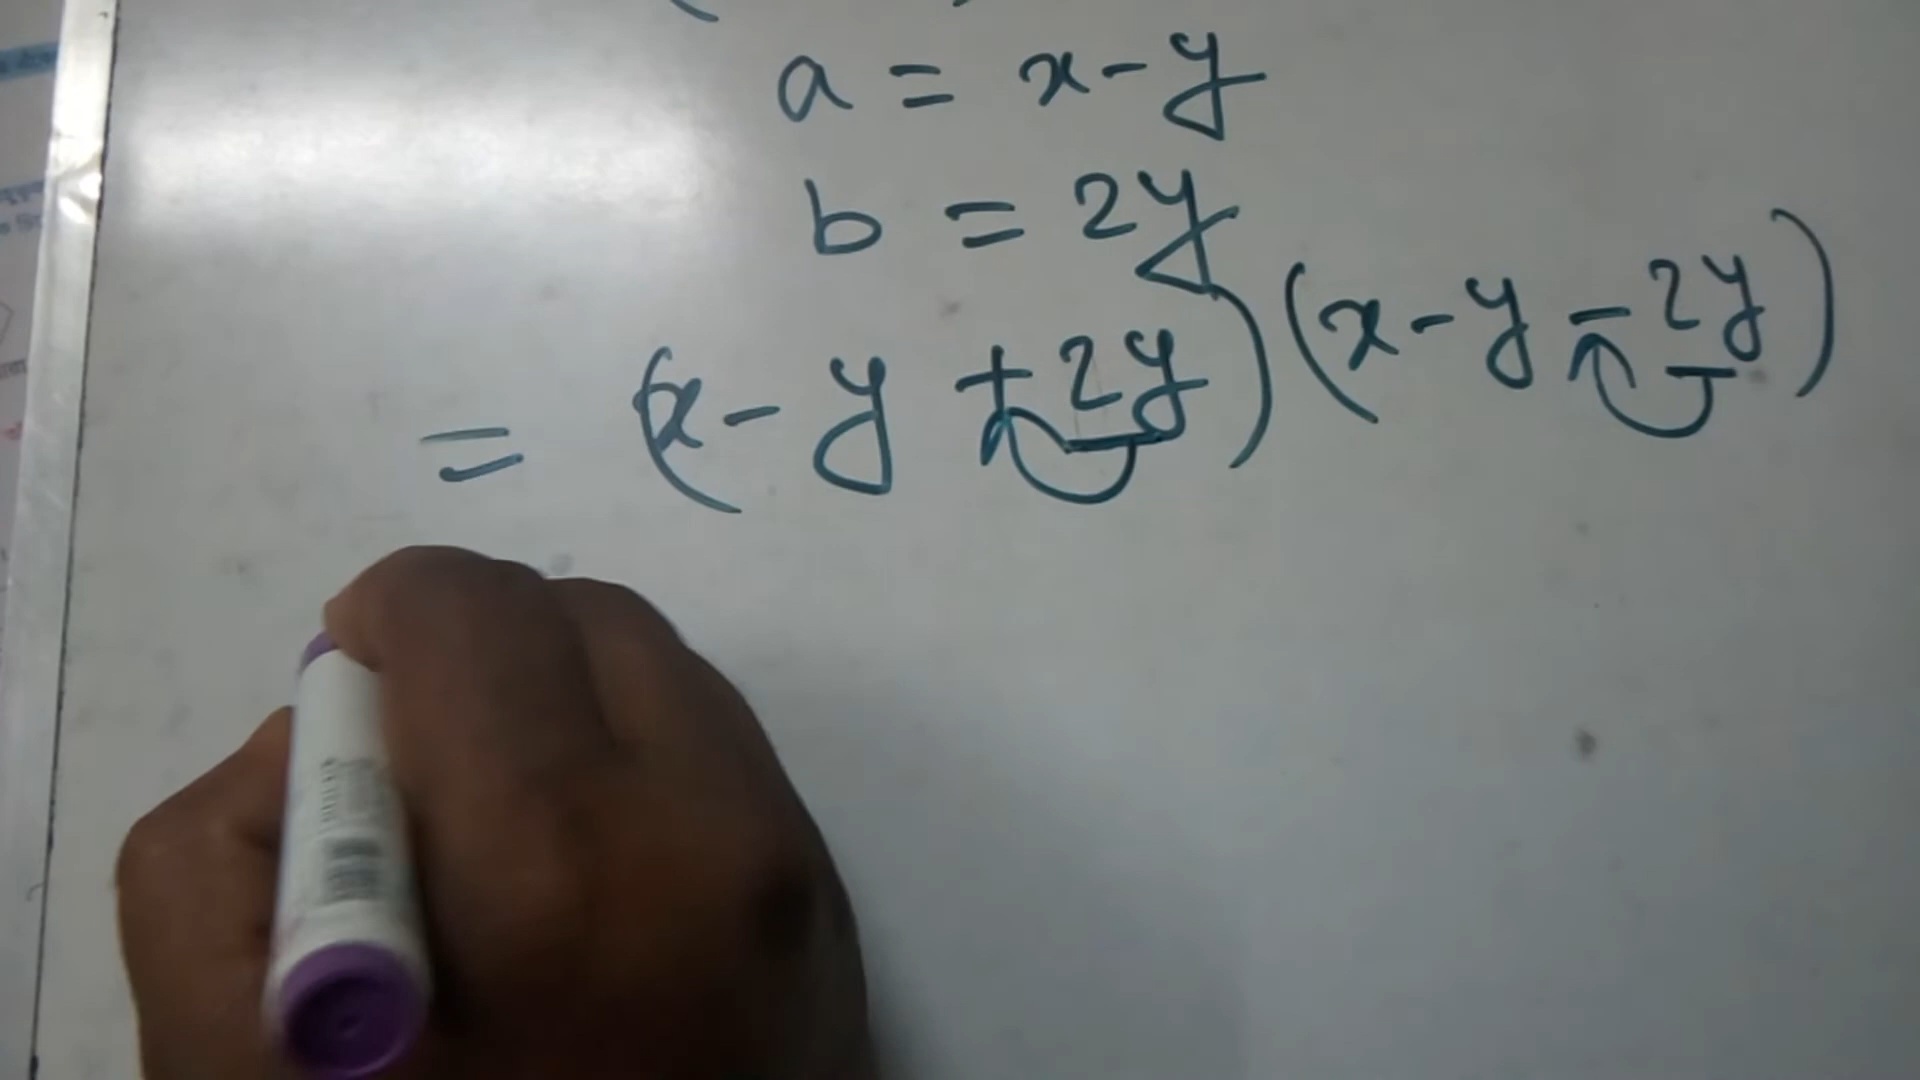 a = x - y
b = 2y
= (x - y + 2y) (x - y - 2y)